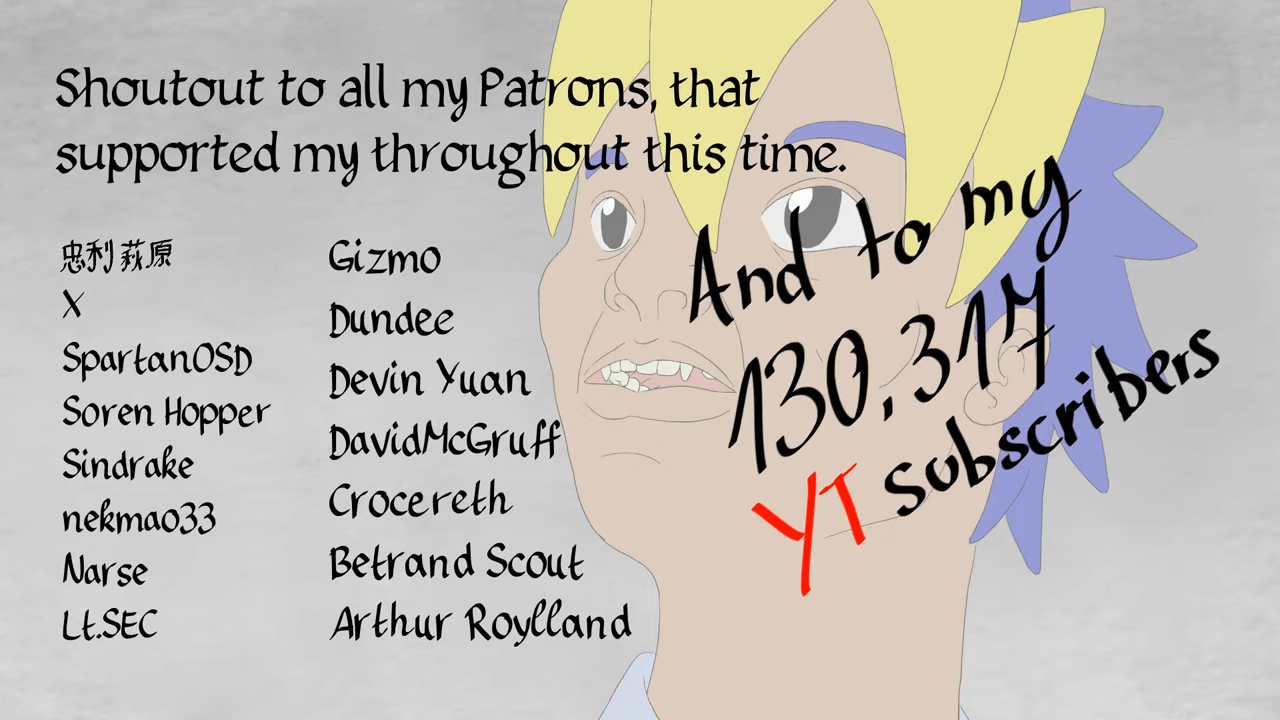 Shoutout to all my Patrons, that
supported my throughout this time.
忠利 萩原
X
SpartanOSD
Soren Hopper
Sindrake
nekmao33
Narse
Lt.SEC
Gizmo
Dundee
Devin Yuan
DavidMcGruff
Crocereth
Betrand Scout
Arthur Roylland
And to my
130,317
YT subscribers